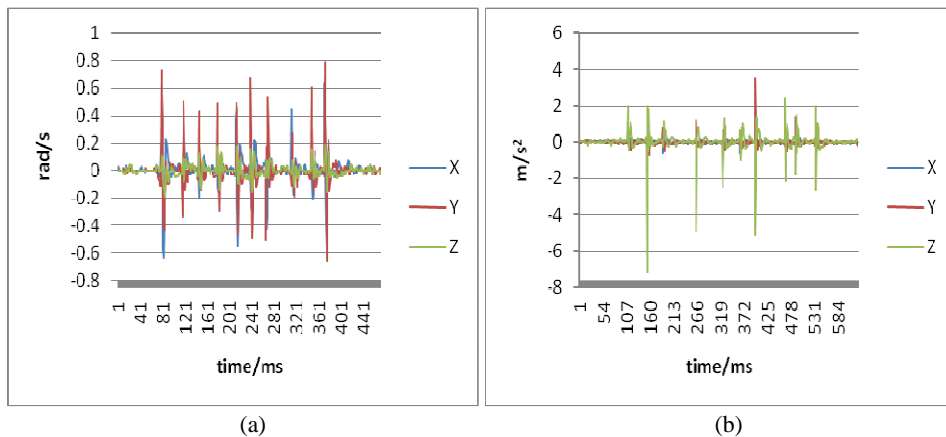 1
0.8
0.6
0.4
0.2
0
-0.2
-0.4
-0.6
-0.8
rad/s
1 41 81 121 161 201 241 281 321 361 401 441
time/ms
X
Y
Z
(a)
6
4
2
0
-2
-4
-6
-8
m/s²
1 54 107 160 213 266 319 372 425 478 531 584
time/ms
X
Y
Z
(b)